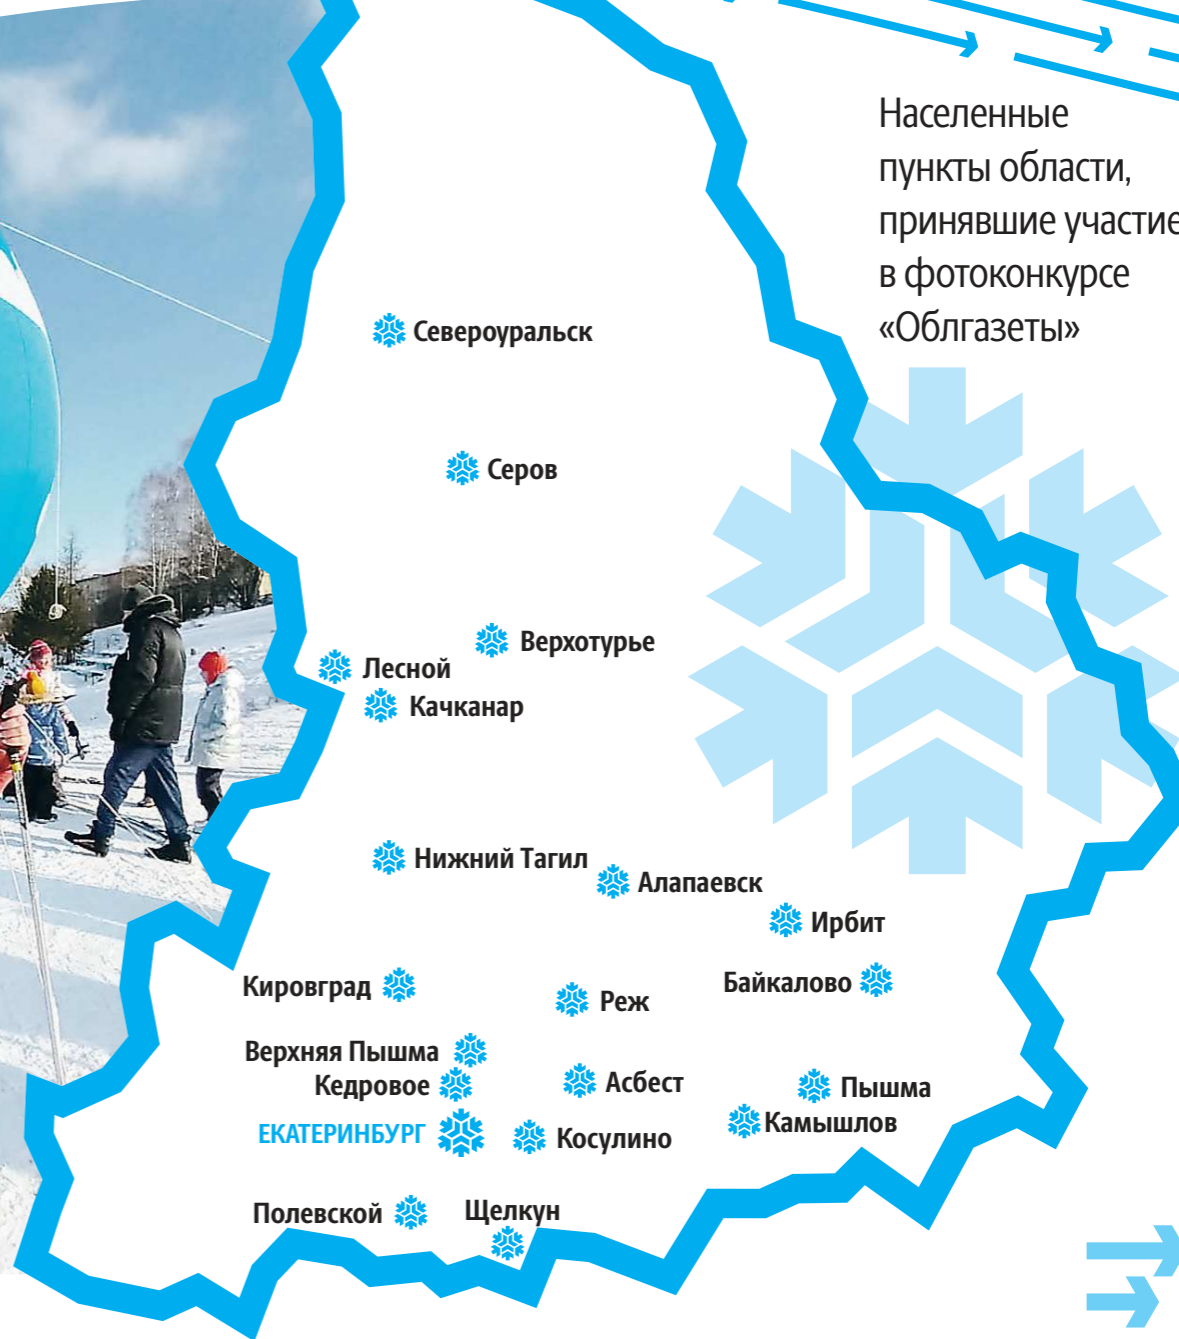 Населенные
пункты области,
принявшие участие
в фотоконкурсе
«Облгазеты»
Североуральск
Серов
Верхотурье
Лесной
Качканар
Нижний Тагил
Алапаевск
Ирбит
Байкалово
Кировград
Реж
Верхняя Пышма
Кедровое
Асбест
Пышма
Камышлов
ЕКАТЕРИНБУРГ
Косулино
Полевской
Щелкун